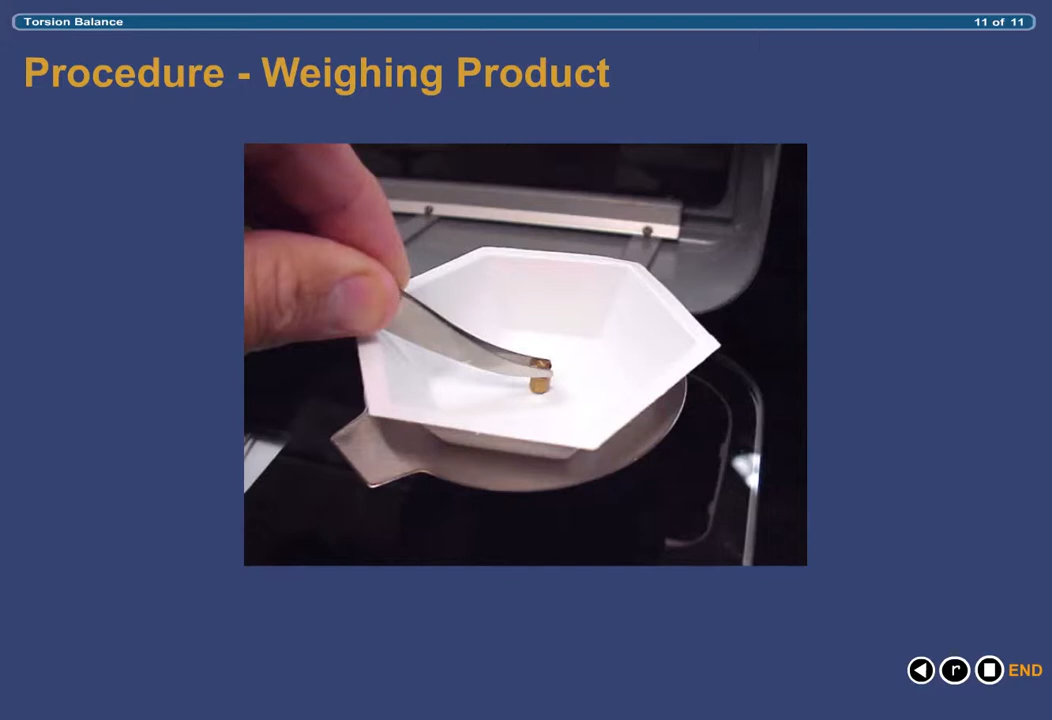 Torsion Balance
11 of 11
Procedure - Weighing Product
r
END